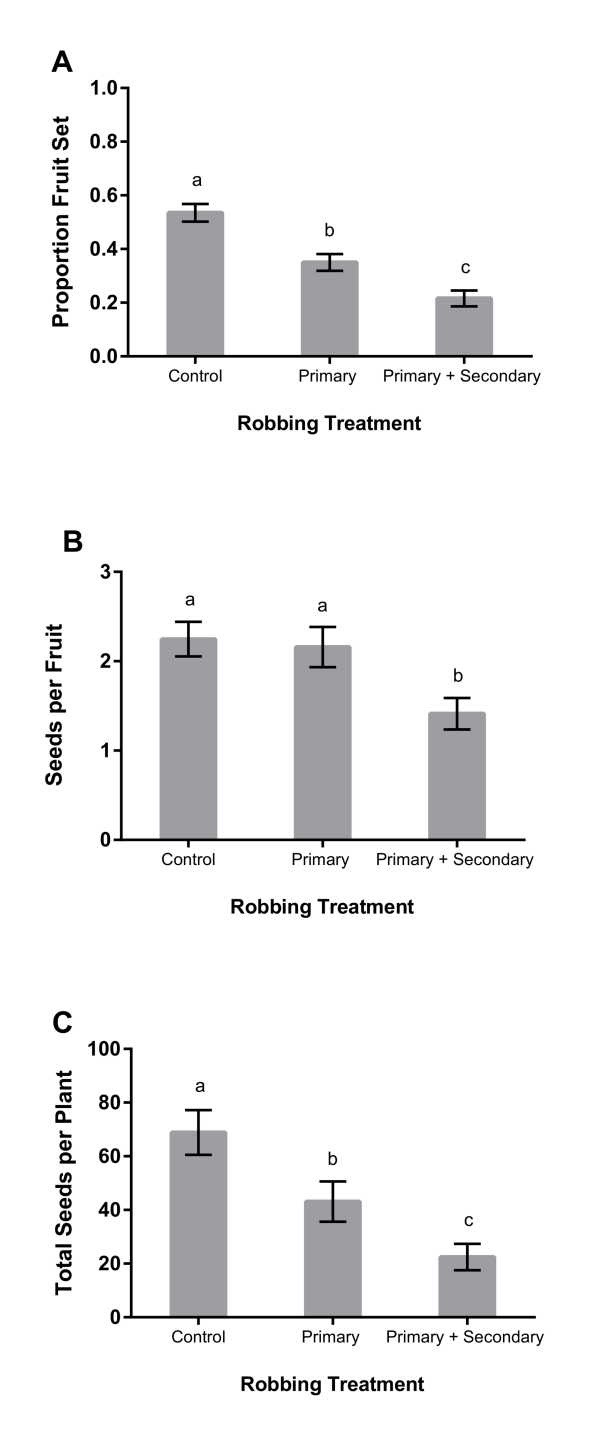 A
Proportion Fruit Set
1.0
0.8
0.6
0.4
0.2
0.0
a
b
c
Control
Primary
Primary + Secondary
Robbing Treatment
B
Seeds per Fruit
3
2
1
0
a
a
b
Control
Primary
Primary + Secondary
Robbing Treatment
C
Total Seeds per Plant
100
80
60
40
20
0
a
b
c
Control
Primary
Primary + Secondary
Robbing Treatment